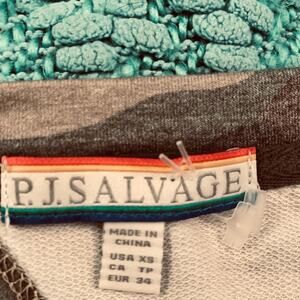 P.J.SALVAGE
MADE IN
CHINA
USA XS
CA TP
EUR 34